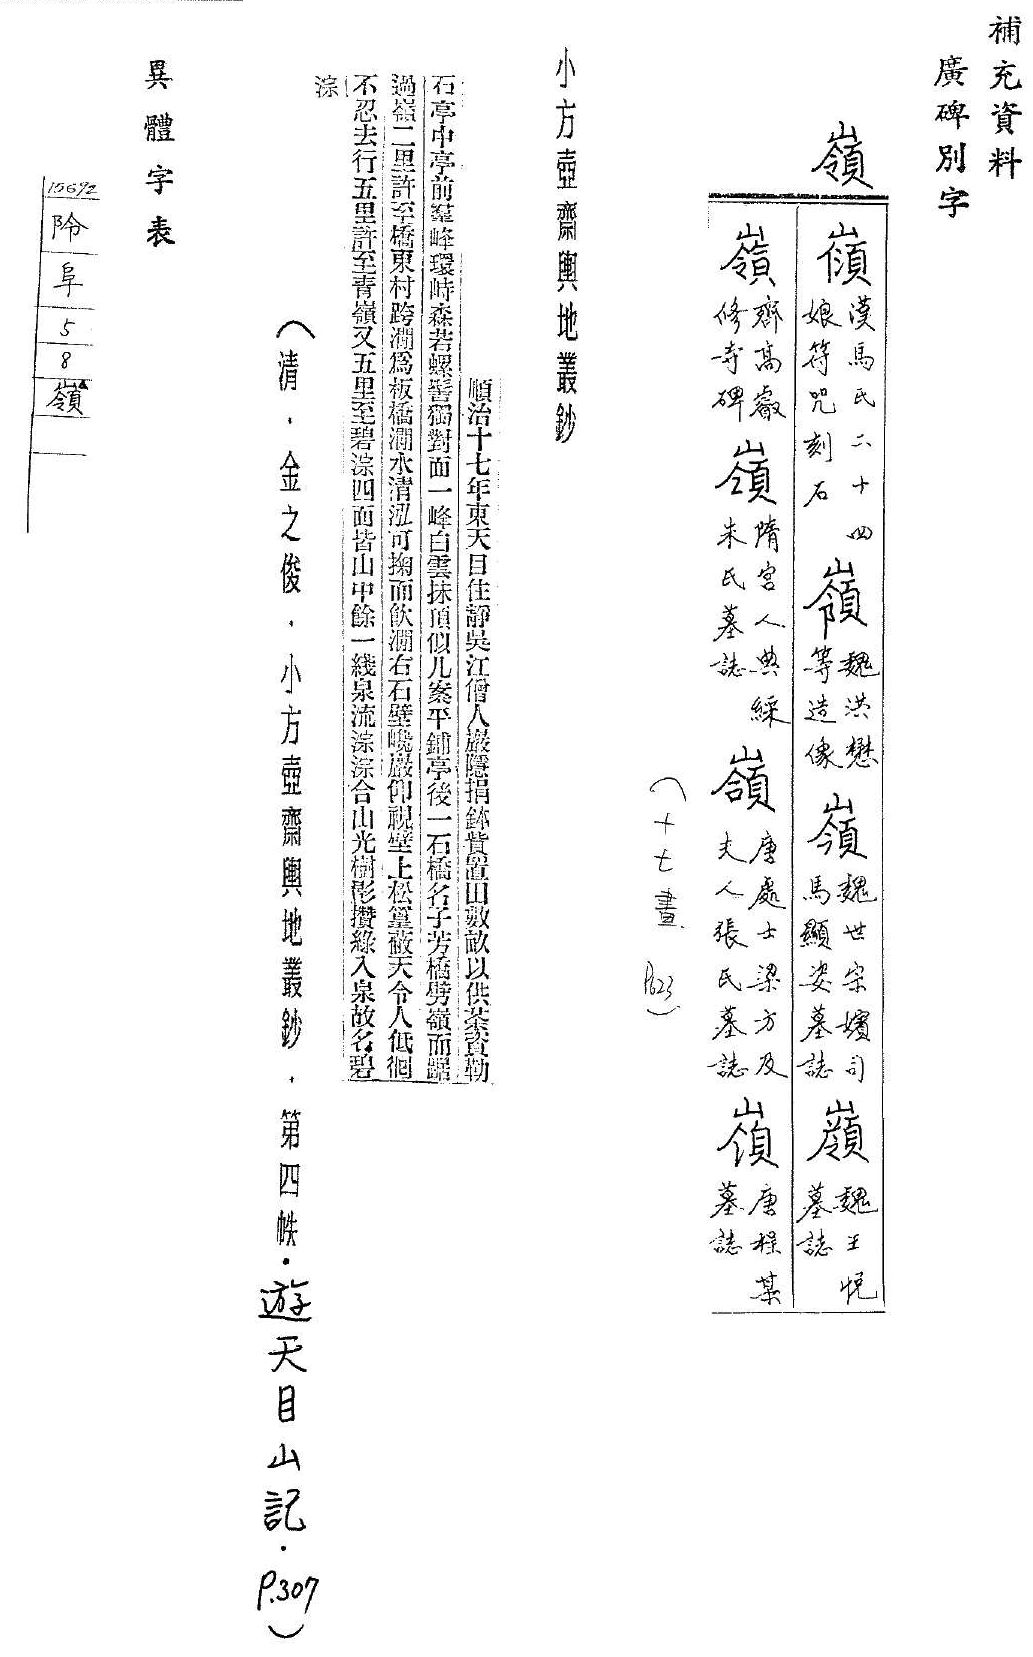 補充資料
廣碑別字
嶺
漢馬氏二十四娘符咒刻石
嶺 魏洪懋等造像
魏世宗嬪司馬顯姿墓誌
魏王悅墓誌
嶺 齊高叡修寺碑
嶺 隋宮人典綵朱氏墓誌
唐處士梁方及夫人張氏墓誌
唐程某墓誌
（十七畫 P623）
小方壺齋輿地叢鈔
順治十七年東天目住靜吳江僧人巖隱捐鉢貲置田數畝以供茶資勒
石亭中亭前羣峰環峙森若螺髻獨對面一峰白雲抹頂似几案平鋪亭後一石橋名子芳橋劈嶺而踞
過嶺二里許至橋東村跨澗爲板橋澗水清泓可掬而飲澗右石壁巉巖仰視壁上松篁蔽天令人低徊
不忍去行五里許至青嶺又五里至碧淙四面皆山中餘一綫泉流淙淙合山光樹影攢綠入泉故名碧
淙
（清．金之俊．小方壺齋輿地叢鈔．第四帙．遊天目山記．P.307）
異體字表
15692
阾
阜
5
8
嶺